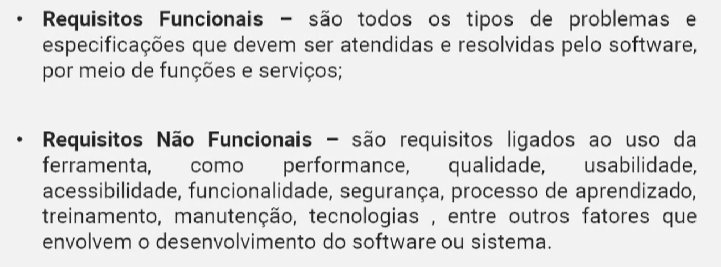 • Requisitos Funcionais – são todos os tipos de problemas e
especificações que devem ser atendidas e resolvidas pelo software,
por meio de funções e serviços;
• Requisitos Não Funcionais – são requisitos ligados ao uso da
ferramenta, como performance, qualidade, usabilidade,
acessibilidade, funcionalidade, segurança, processo de aprendizado,
treinamento, manutenção, tecnologias , entre outros fatores que
envolvem o desenvolvimento do software ou sistema.